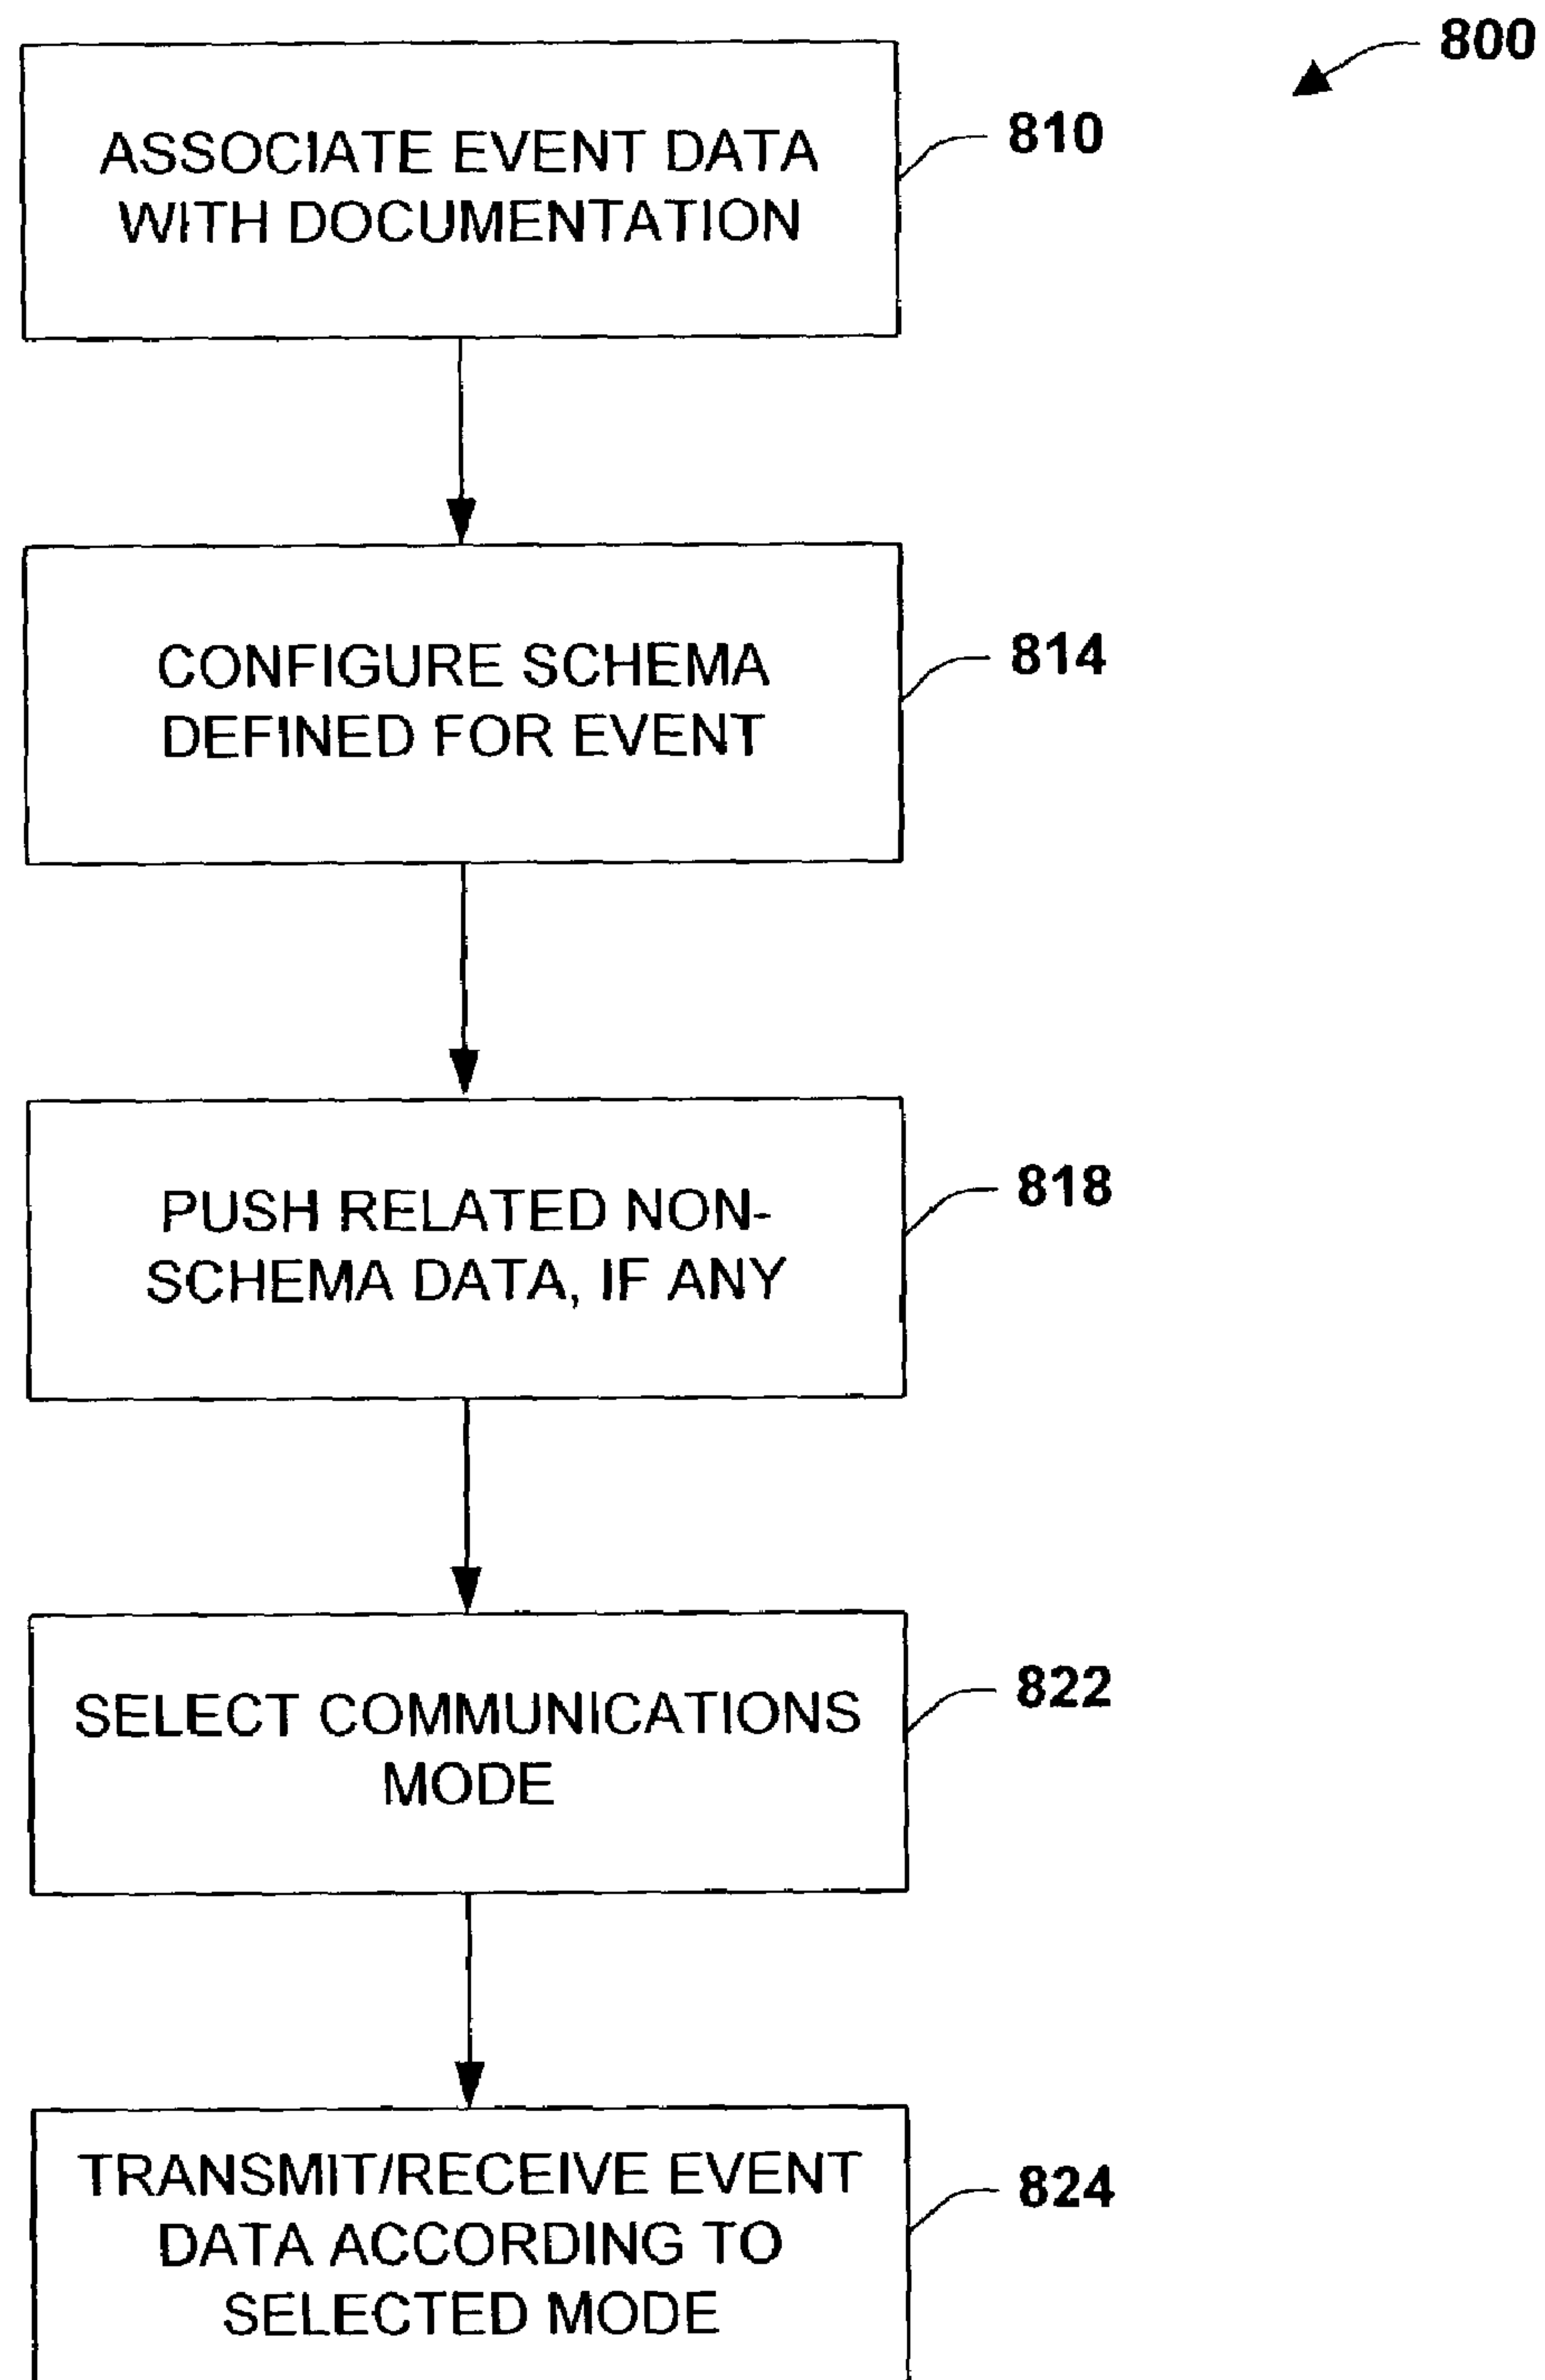 800
ASSOCIATE EVENT DATA
WITH DOCUMENTATION
810
CONFIGURE SCHEMA
DEFINED FOR EVENT
814
PUSH RELATED NON-
SCHEMA DATA, IF ANY
818
SELECT COMMUNICATIONS
MODE
822
TRANSMIT/RECEIVE EVENT
DATA ACCORDING TO
SELECTED MODE
824